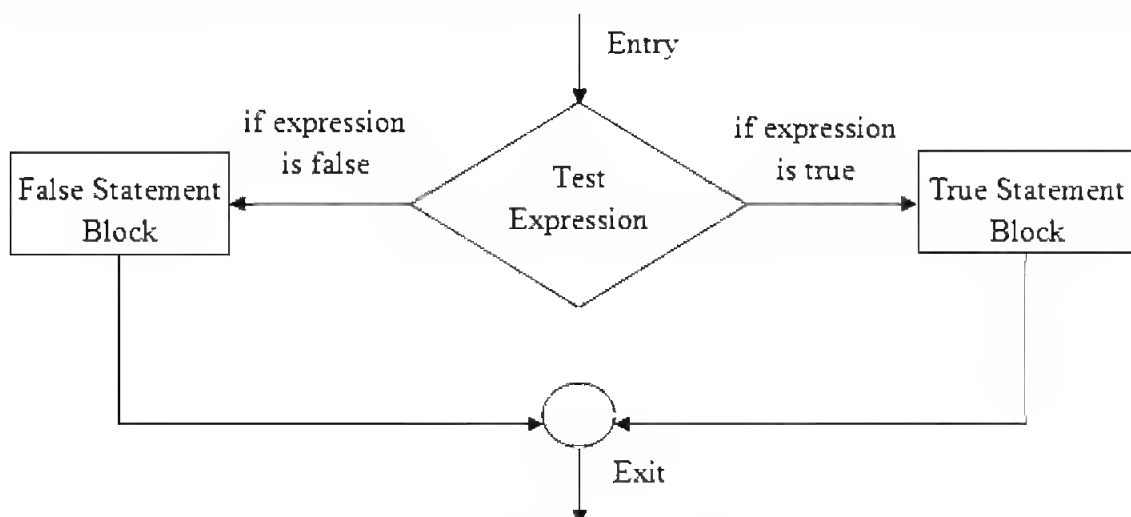 Entry
if expression
is false
if expression
is true
False Statement
Block
Test
Expression
True Statement
Block
Exit